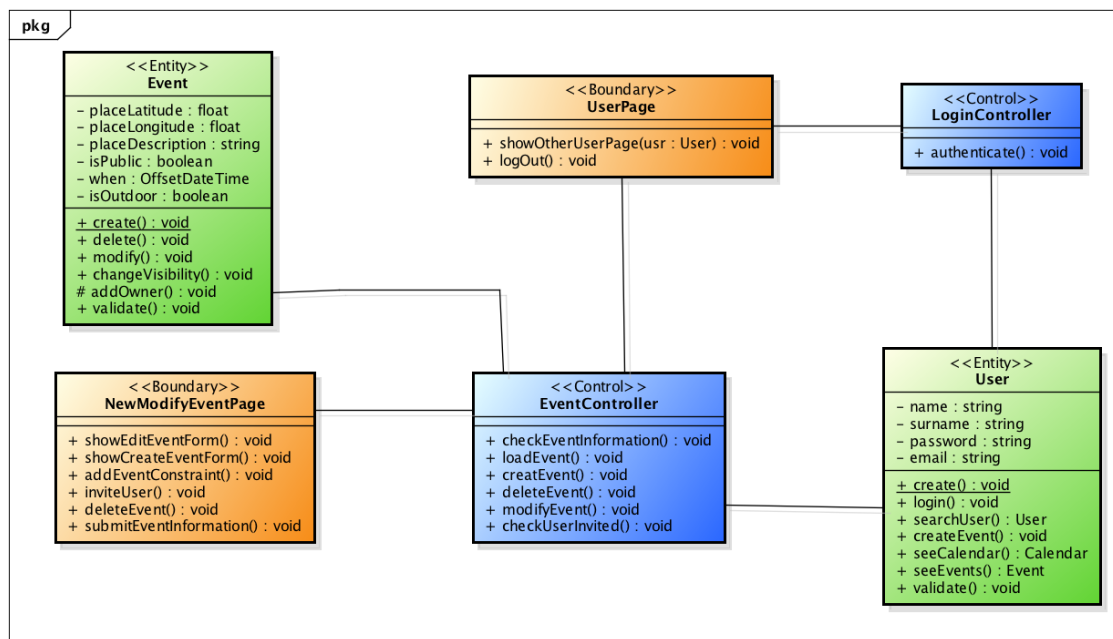 pkg
<<Entity>>
Event
– placeLatitude : float
– placeLongitude : float
– placeDescription : string
– isPublic : boolean
– when : OffsetDateTime
– isOutdoor : boolean
+ create() : void
+ delete() : void
+ modify() : void
+ changeVisibility() : void
# addOwner() : void
+ validate() : void
<<Boundary>>
UserPage
+ showOtherUserPage(usr : User) : void
+ logOut() : void
<<Control>>
LoginController
+ authenticate() : void
<<Boundary>>
NewModifyEventPage
+ showEditEventForm() : void
+ showCreateEventForm() : void
+ addEventConstraint() : void
+ inviteUser() : void
+ deleteEvent() : void
+ submitEventInformation() : void
<<Control>>
EventController
+ checkEventInformation() : void
+ loadEvent() : void
+ creatEvent() : void
+ deleteEvent() : void
+ modifyEvent() : void
+ checkUserInvited() : void
<<Entity>>
User
– name : string
– surname : string
– password : string
– email : string
+ create() : void
+ login() : void
+ searchUser() : User
+ createEvent() : void
+ seeCalendar() : Calendar
+ seeEvents() : Event
+ validate() : void